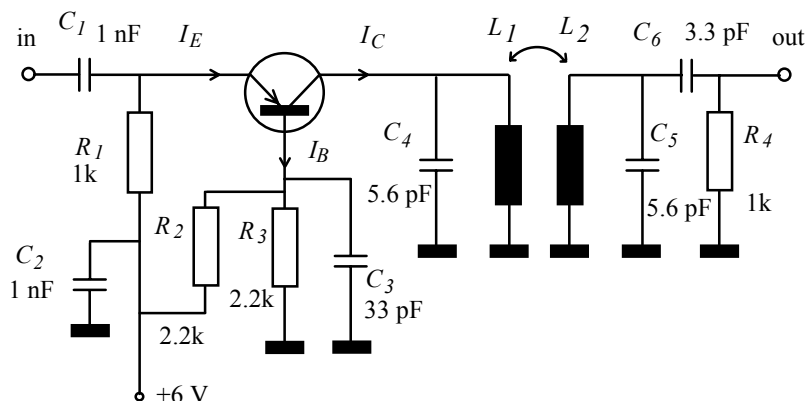 in
C1
1 nF
IE
IC
L1
L2
C6
3.3 pF
out
R1
1k
IB
C4
5.6 pF
C5
5.6 pF
R4
1k
R2
R3
C2
1 nF
C3
33 pF
2.2k
2.2k
+6 V